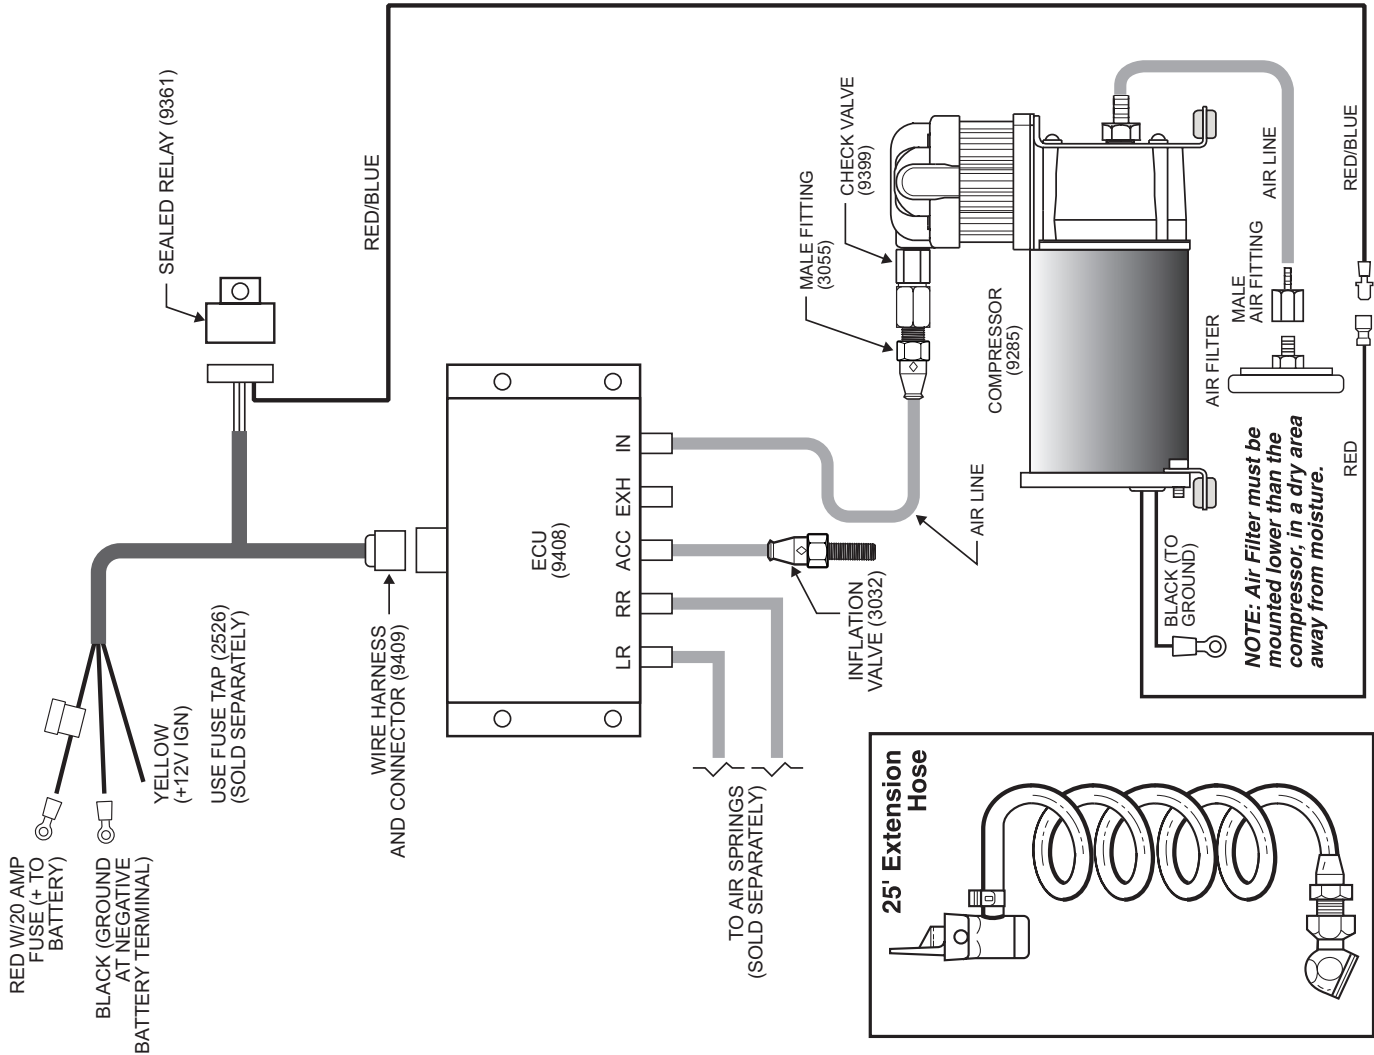 RED W/20 AMP
FUSE (+ TO
BATTERY)
BLACK (GROUND
AT NEGATIVE
BATTERY TERMINAL)
YELLOW
(+12V IGN)
USE FUSE TAP (2526)
(SOLD SEPARATELY)
SEALED RELAY (9361)
RED/BLUE
WIRE HARNESS
AND CONNECTOR (9409)
ECU
(9408)
LR
RR
ACC
EXH
IN
TO AIR SPRINGS
(SOLD SEPARATELY)
INFLATION
VALVE (3032)
AIR LINE
MALE FITTING
(3055)
CHECK VALVE
(9399)
COMPRESSOR
(9285)
AIR FILTER
MALE
AIR FITTING
AIR LINE
RED/BLUE
RED
BLACK (TO
GROUND)
NOTE: Air Filter must be
mounted lower than the
compressor, in a dry area
away from moisture.
25' Extension
Hose